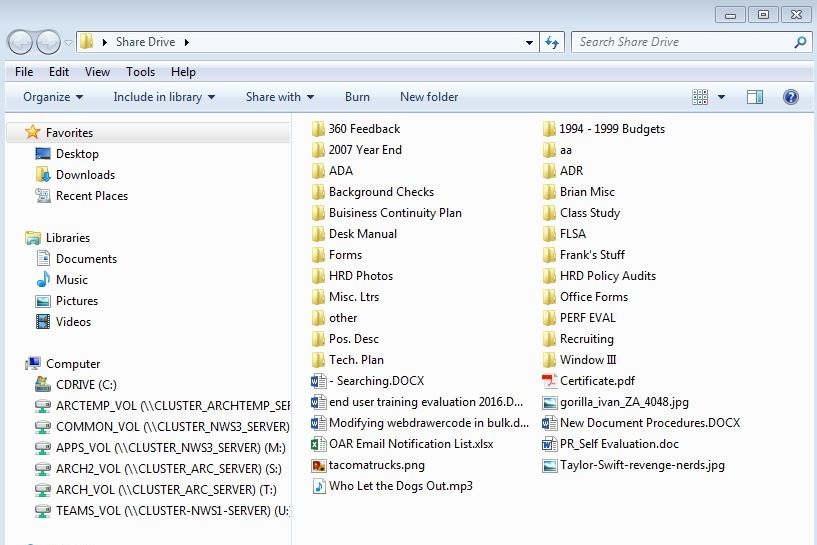 Share Drive
Search Share Drive
File Edit View Tools Help
Organize Include in library Share with Burn New folder
Favorites
Desktop
Downloads
Recent Places
Libraries
Documents
Music
Pictures
Videos
Computer
CDRIVE (C:)
ARCTEMP_VOL (\\CLUSTER_ARCHTEMP_SEF
COMMON_VOL (\\CLUSTER_NWS3_SERVER)
APPS_VOL (\\CLUSTER_NWS3_SERVER) (M:)
ARCH2_VOL (\\CLUSTER_ARC_SERVER) (S:)
ARCH_VOL (\\CLUSTER_ARC_SERVER) (T:)
TEAMS_VOL (\\CLUSTER-NWS1-SERVER) (U:
360 Feedback
2007 Year End
ADA
Background Checks
Buisiness Continuity Plan
Desk Manual
Forms
HRD Photos
Misc. Ltrs
other
Pos. Desc
Tech. Plan
- Searching.DOCX
end user training evaluation 2016.D...
Modifying webdrawercode in bulk.d...
OAR Email Notification List.xlsx
tacomatrucks.png
Who Let the Dogs Out.mp3
1994 - 1999 Budgets
aa
ADR
Brian Misc
Class Study
FLSA
Frank's Stuff
HRD Policy Audits
Office Forms
PERF EVAL
Recruiting
Window III
Certificate.pdf
gorilla_ivan_ZA_4048.jpg
New Document Procedures.DOCX
PR_Self Evaluation.doc
Taylor-Swift-revenge-nerds.jpg